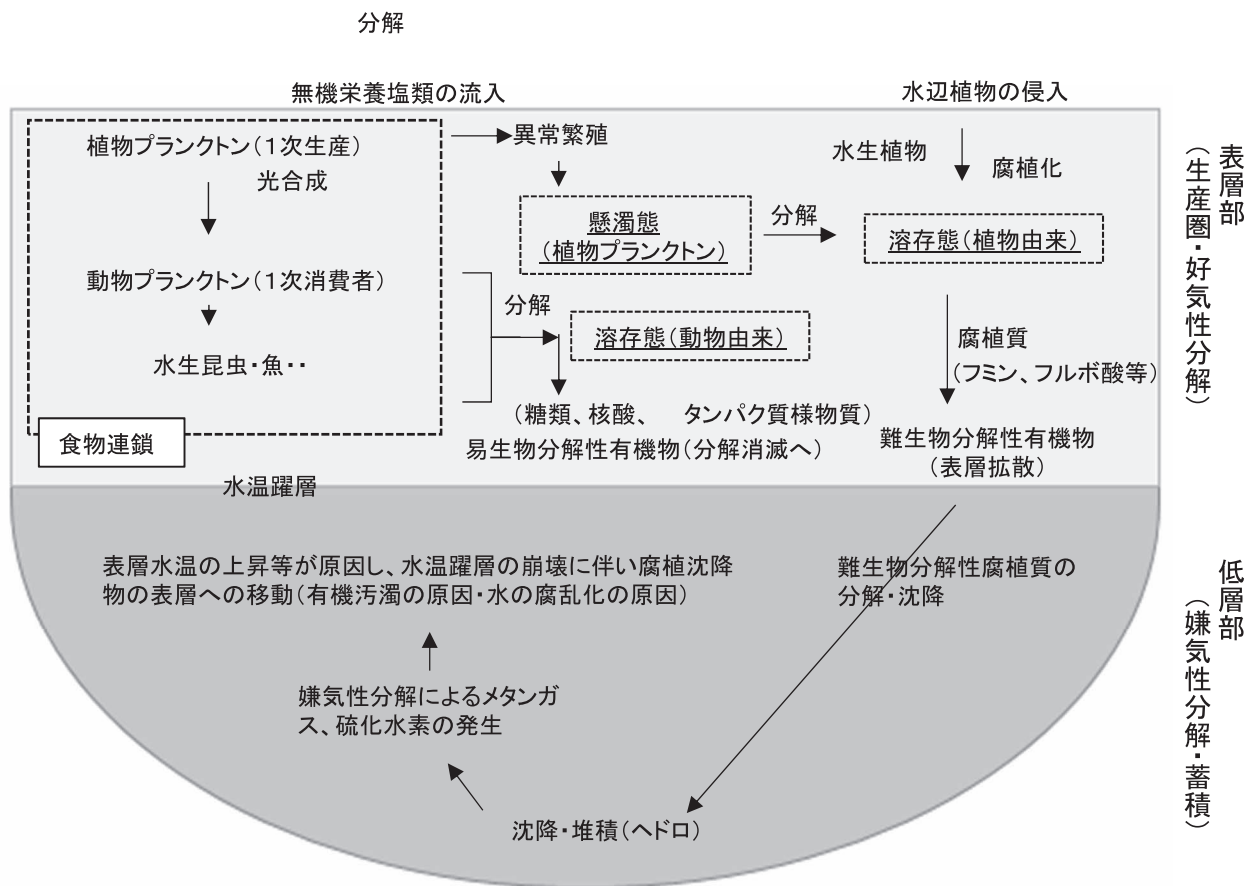 分解
無機栄養塩類の流入
水辺植物の侵入
植物プランクトン(1次生産)
光合成
動物プランクトン(1次消費者)
水生昆虫・魚・・
食物連鎖
異常繁殖
懸濁態
(植物プランクトン)
分解
水生植物
腐植化
溶存態(植物由来)
分解
溶存態(動物由来)
(糖類、核酸、 タンパク質様物質)
易生物分解性有機物(分解消滅へ)
腐植質
(フミン、フルボ酸等)
難生物分解性有機物
(表層拡散)
表層部
(生産圏・好気性分解)
水温躍層
表層水温の上昇等が原因し、水温躍層の崩壊に伴い腐植沈降
物の表層への移動(有機汚濁の原因・水の腐乱化の原因)
難生物分解性腐植質の
分解・沈降
嫌気性分解によるメタンガ
ス、硫化水素の発生
沈降・堆積(ヘドロ)
低層部
(嫌気性分解・蓄積)